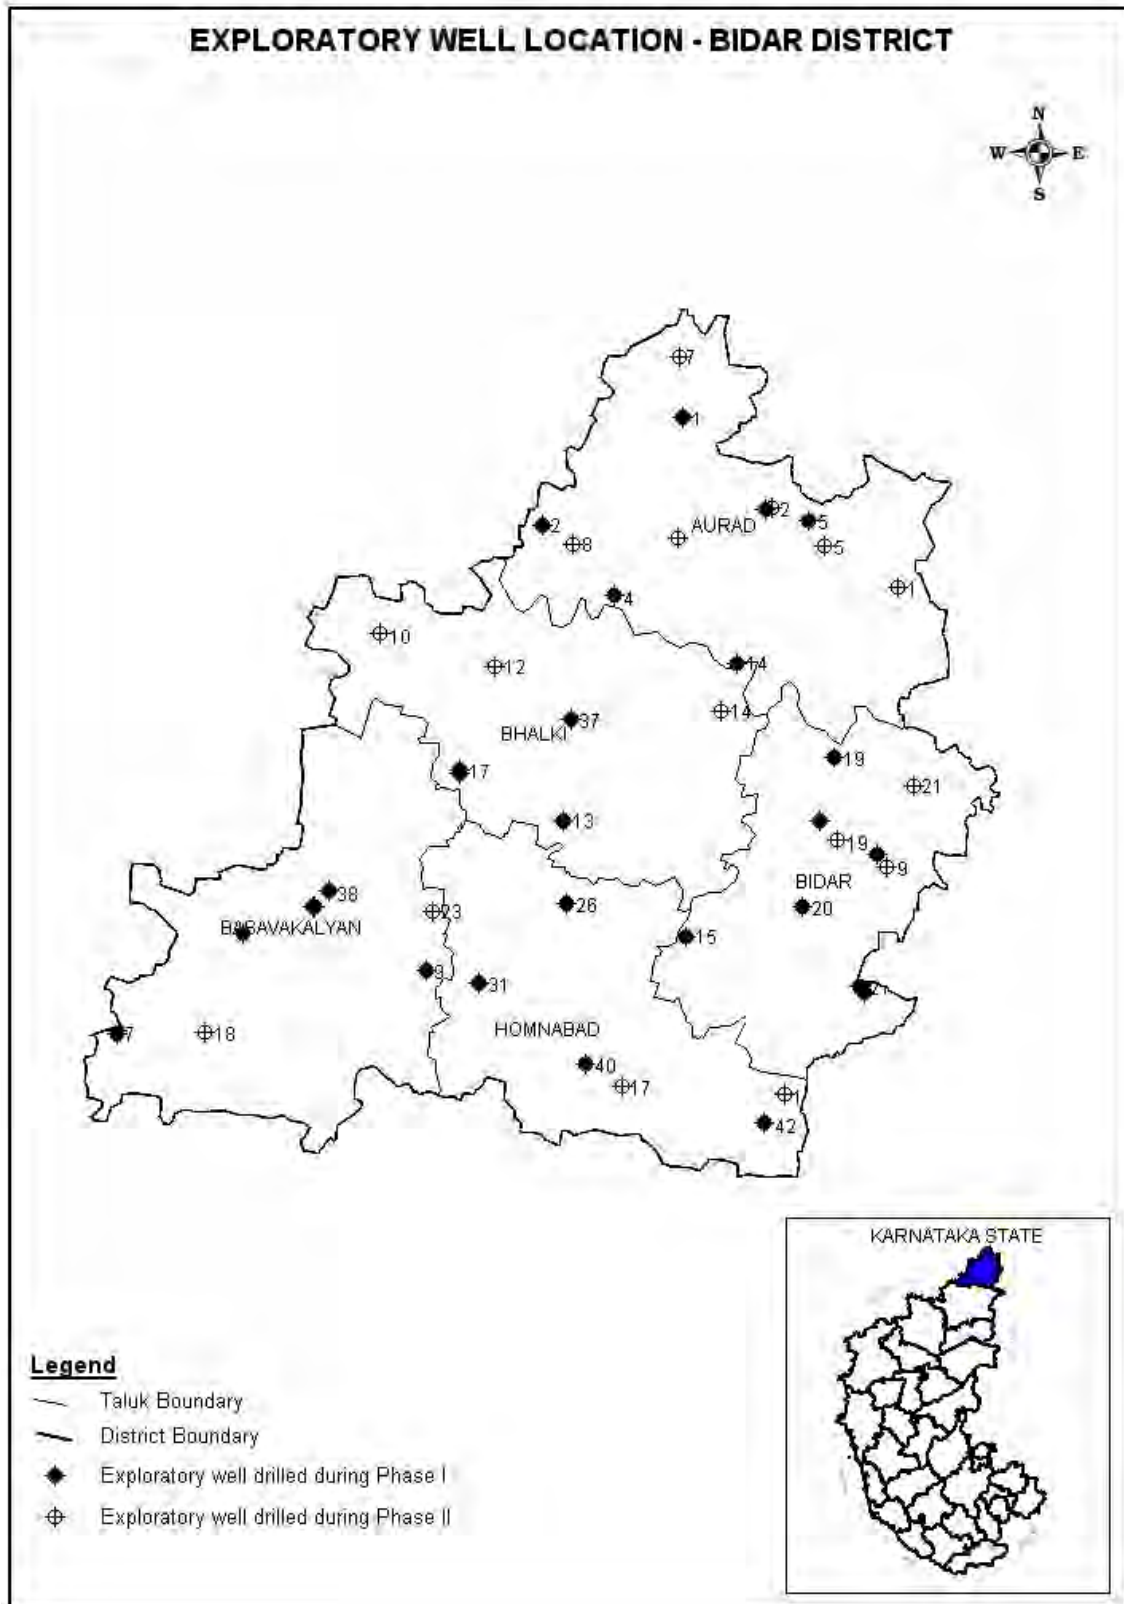 EXPLORATORY WELL LOCATION - BIDAR DISTRICT
N
W E
S
7
1
2
AURAD
2
5
8
5
1
4
10
12
14
14
37
BHALKI
19
17
21
13
19
9
BIDAR
38
26
20
23
BASAVAKALYAN
15
9
31
21
7
18
HOMNABAD
40
17
1
42
KARNATAKA STATE
Legend
Taluk Boundary
District Boundary
Exploratory well drilled during Phase I
Exploratory well drilled during Phase II